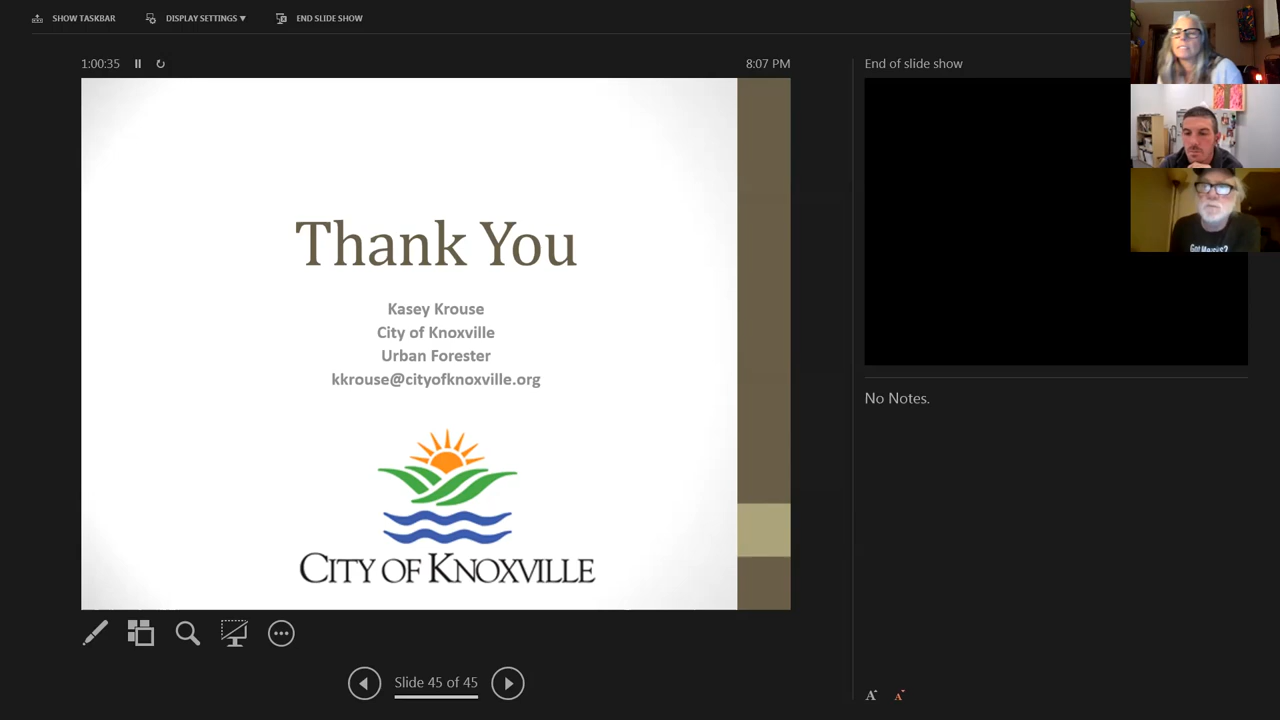 SHOW TASKBAR
DISPLAY SETTINGS ▼
END SLIDE SHOW
1:00:35
8:07 PM
End of slide show
Thank You
Kasey Krouse
City of Knoxville
Urban Forester
kkrouse@cityofknoxville.org
CITY OF KNOXVILLE
No Notes.
Slide 45 of 45
A
A